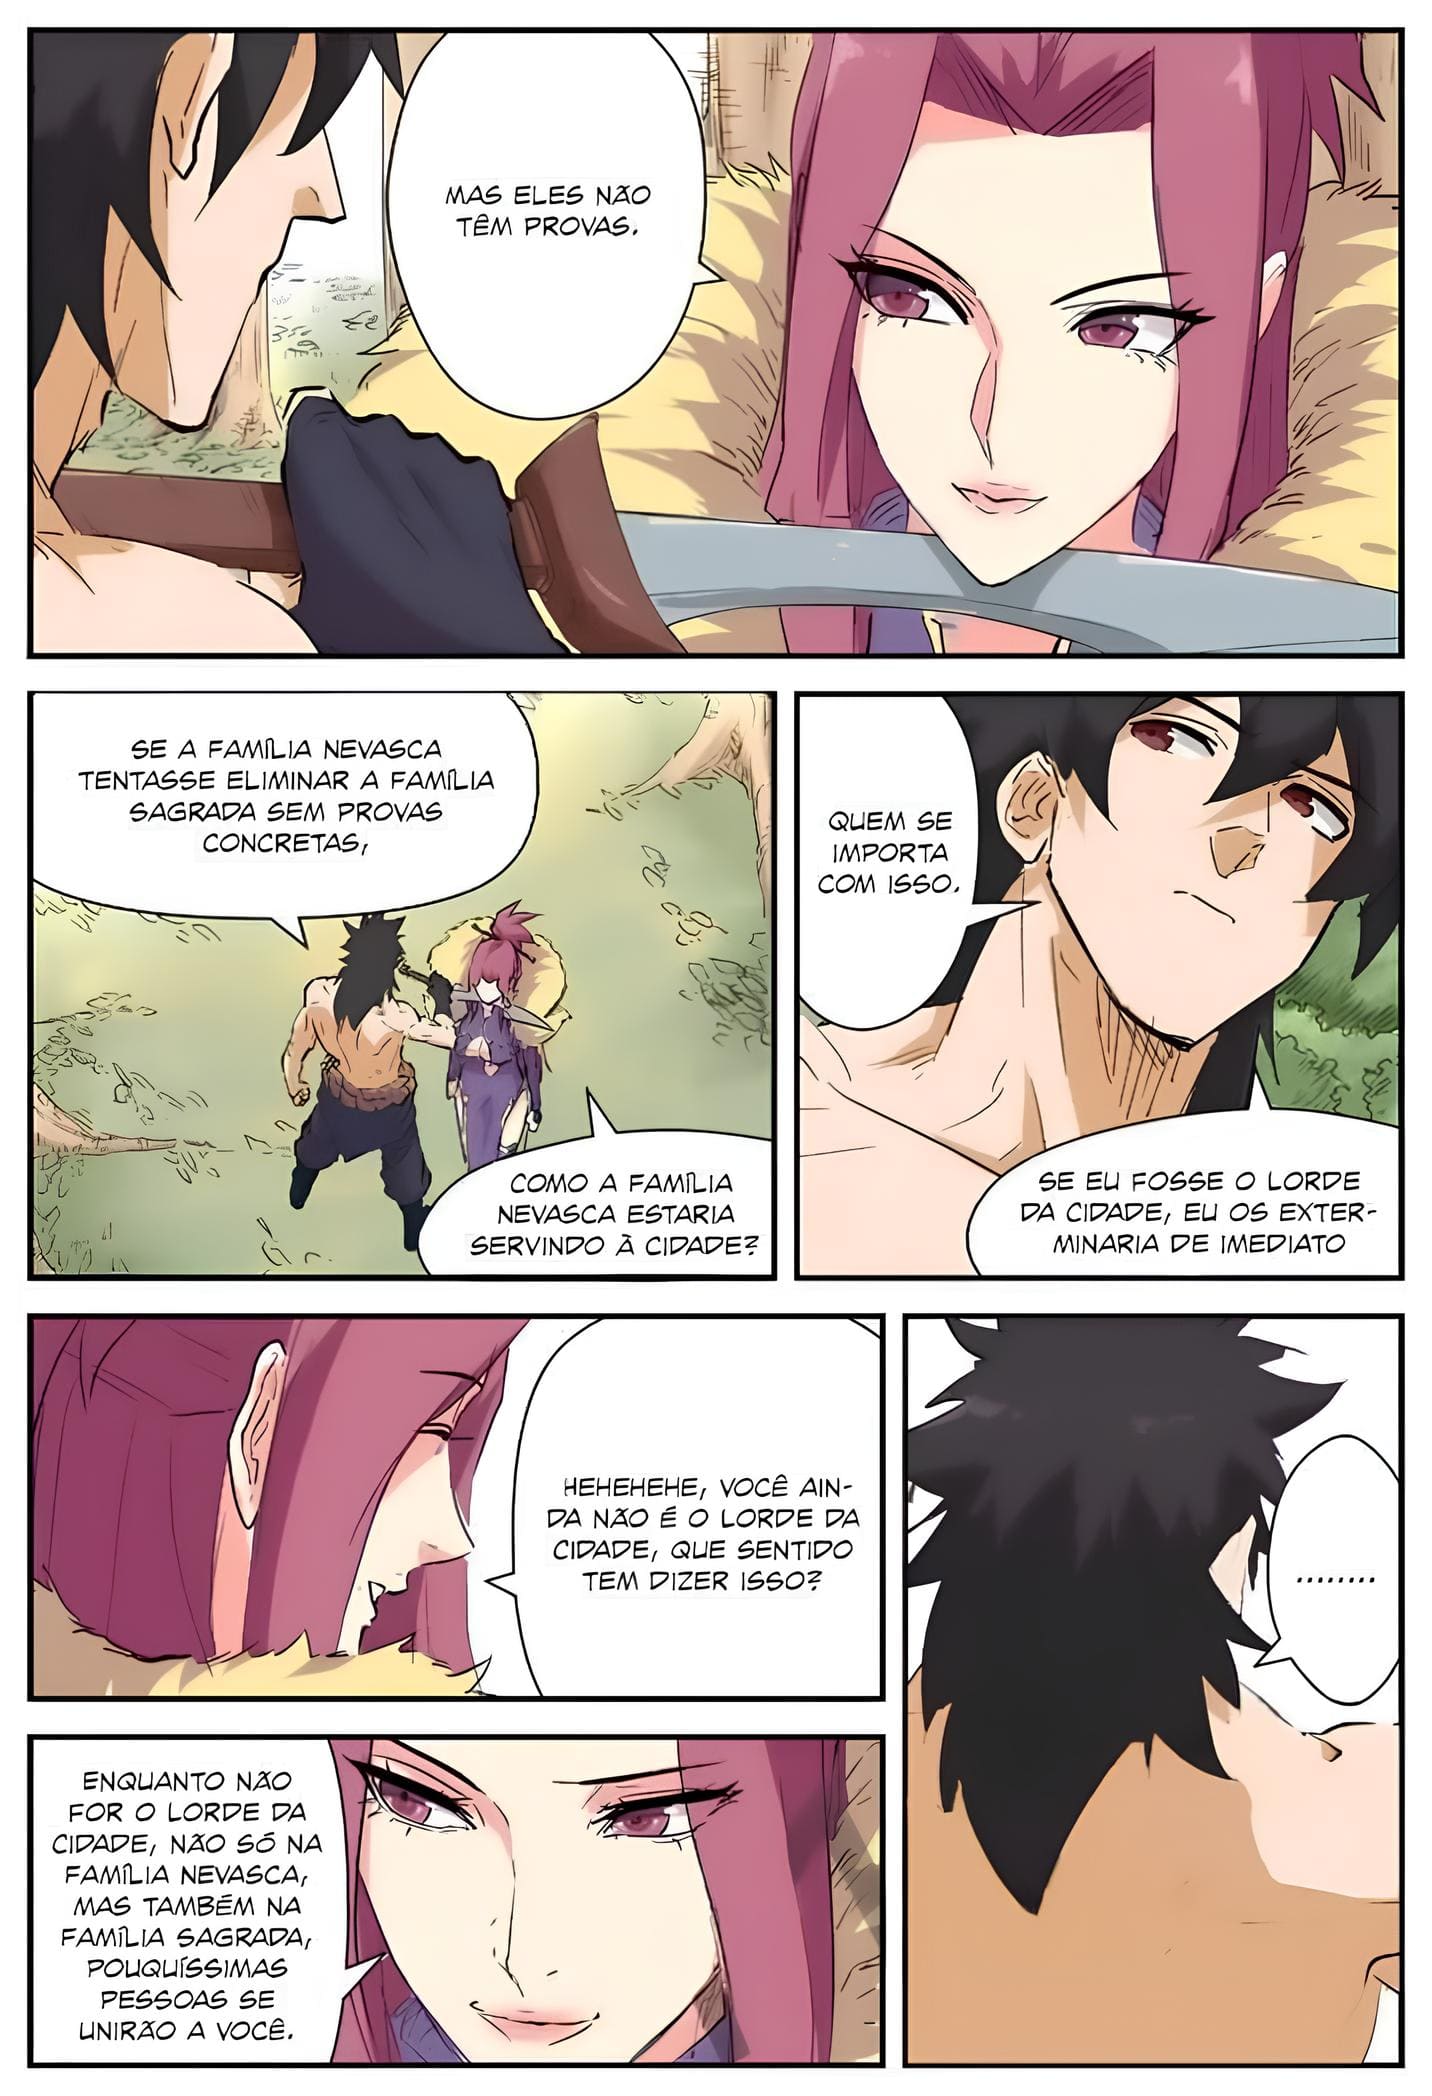 MAS ELES NÃO
TÊM PROVAS.
SE A FAMÍLIA NEVASCA
TENTASSE ELIMINAR A FAMÍLIA
SAGRADA SEM PROVAS
CONCRETAS,
COMO A FAMÍLIA
NEVASCA ESTARIA
SERVINDO À CIDADE?
QUEM SE
IMPORTA
COM ISSO.
SE EU FOSSE O LORDE
DA CIDADE, EU OS EXTER-
MINARIA DE IMEDIATO
HEHEHEHE, VOCÊ AIN-
DA NÃO É O LORDE DA
CIDADE, QUE SENTIDO
TEM DIZER ISSO?
.........
ENQUANTO NÃO
FOR O LORDE DA
CIDADE, NÃO SÓ NA
FAMÍLIA NEVASCA,
MAS TAMBÉM NA
FAMÍLIA SAGRADA,
POUQUÍSSIMAS
PESSOAS SE
UNIRÃO A VOCÊ.